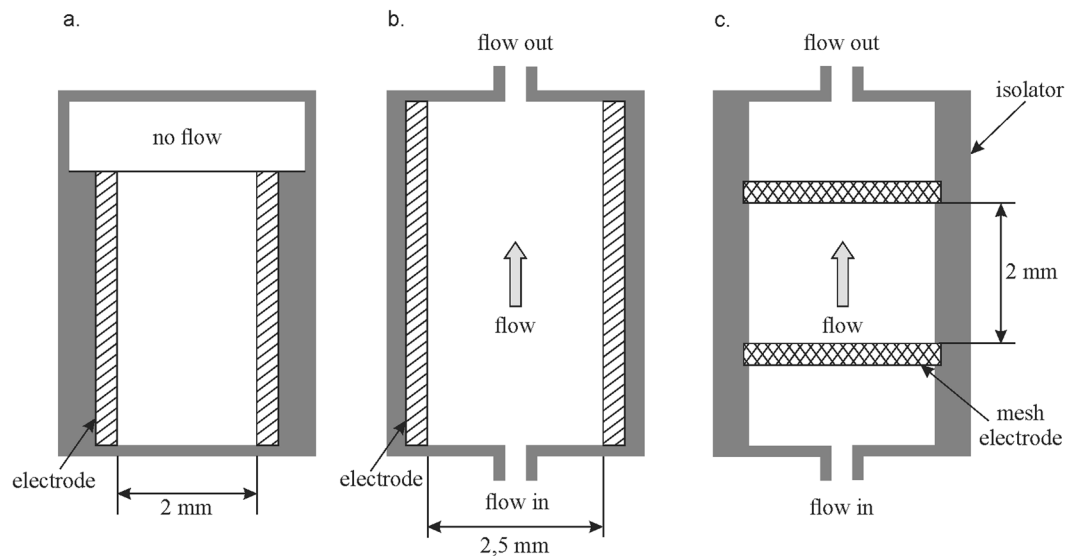 a.
no flow
electrode
2 mm
b.
flow out
flow
electrode
flow in
2,5 mm
c.
flow out
isolator
2 mm
flow
mesh
electrode
flow in